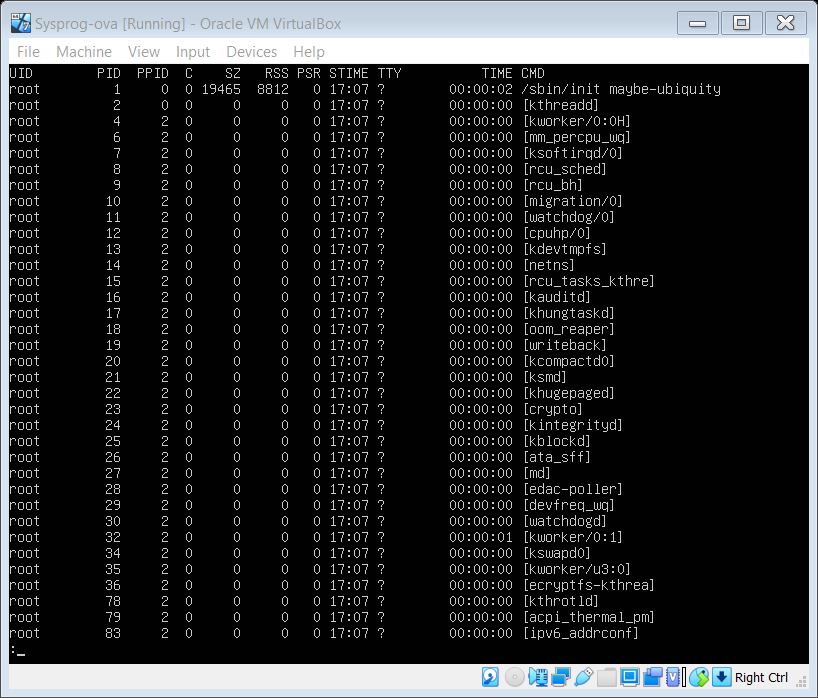 Sysprog-ova [Running] - Oracle VM VirtualBox
File Machine View Input Devices Help
UID PID PPID C SZ RSS PSR STIME TTY TIME CMD
root 1 0 0 19465 8812 0 17:07 ? 00:00:02 /sbin/init maybe-ubiquity
root 2 0 0 0 0 0 17:07 ? 00:00:00 [kthreadd]
root 4 2 0 0 0 0 17:07 ? 00:00:00 [kworker/0:0H]
root 6 2 0 0 0 0 17:07 ? 00:00:00 [mm_percpu_wq]
root 7 2 0 0 0 0 17:07 ? 00:00:00 [ksoftirqd/0]
root 8 2 0 0 0 0 17:07 ? 00:00:00 [rcu_sched]
root 9 2 0 0 0 0 17:07 ? 00:00:00 [rcu_bh]
root 10 2 0 0 0 0 17:07 ? 00:00:00 [migration/0]
root 11 2 0 0 0 0 17:07 ? 00:00:00 [watchdog/0]
root 12 2 0 0 0 0 17:07 ? 00:00:00 [cpuhp/0]
root 13 2 0 0 0 0 17:07 ? 00:00:00 [kdevtmpfs]
root 14 2 0 0 0 0 17:07 ? 00:00:00 [netns]
root 15 2 0 0 0 0 17:07 ? 00:00:00 [rcu_tasks_kthre]
root 16 2 0 0 0 0 17:07 ? 00:00:00 [kauditd]
root 17 2 0 0 0 0 17:07 ? 00:00:00 [khungtaskd]
root 18 2 0 0 0 0 17:07 ? 00:00:00 [oom_reaper]
root 19 2 0 0 0 0 17:07 ? 00:00:00 [writeback]
root 20 2 0 0 0 0 17:07 ? 00:00:00 [kcompactd0]
root 21 2 0 0 0 0 17:07 ? 00:00:00 [ksmd]
root 22 2 0 0 0 0 17:07 ? 00:00:00 [khugepaged]
root 23 2 0 0 0 0 17:07 ? 00:00:00 [crypto]
root 24 2 0 0 0 0 17:07 ? 00:00:00 [kintegrityd]
root 25 2 0 0 0 0 17:07 ? 00:00:00 [kblockd]
root 26 2 0 0 0 0 17:07 ? 00:00:00 [ata_sff]
root 27 2 0 0 0 0 17:07 ? 00:00:00 [md]
root 28 2 0 0 0 0 17:07 ? 00:00:00 [edac-poller]
root 29 2 0 0 0 0 17:07 ? 00:00:00 [devfreq_wq]
root 30 2 0 0 0 0 17:07 ? 00:00:00 [watchdogd]
root 32 2 0 0 0 0 17:07 ? 00:00:01 [kworker/0:1]
root 34 2 0 0 0 0 17:07 ? 00:00:00 [kswapd0]
root 35 2 0 0 0 0 17:07 ? 00:00:00 [kworker/u3:0]
root 36 2 0 0 0 0 17:07 ? 00:00:00 [ecryptfs-kthrea]
root 78 2 0 0 0 0 17:07 ? 00:00:00 [kthrotld]
root 79 2 0 0 0 0 17:07 ? 00:00:00 [acpi_thermal_pm]
root 83 2 0 0 0 0 17:07 ? 00:00:00 [ipv6_addrconf]
:_
Right Ctrl